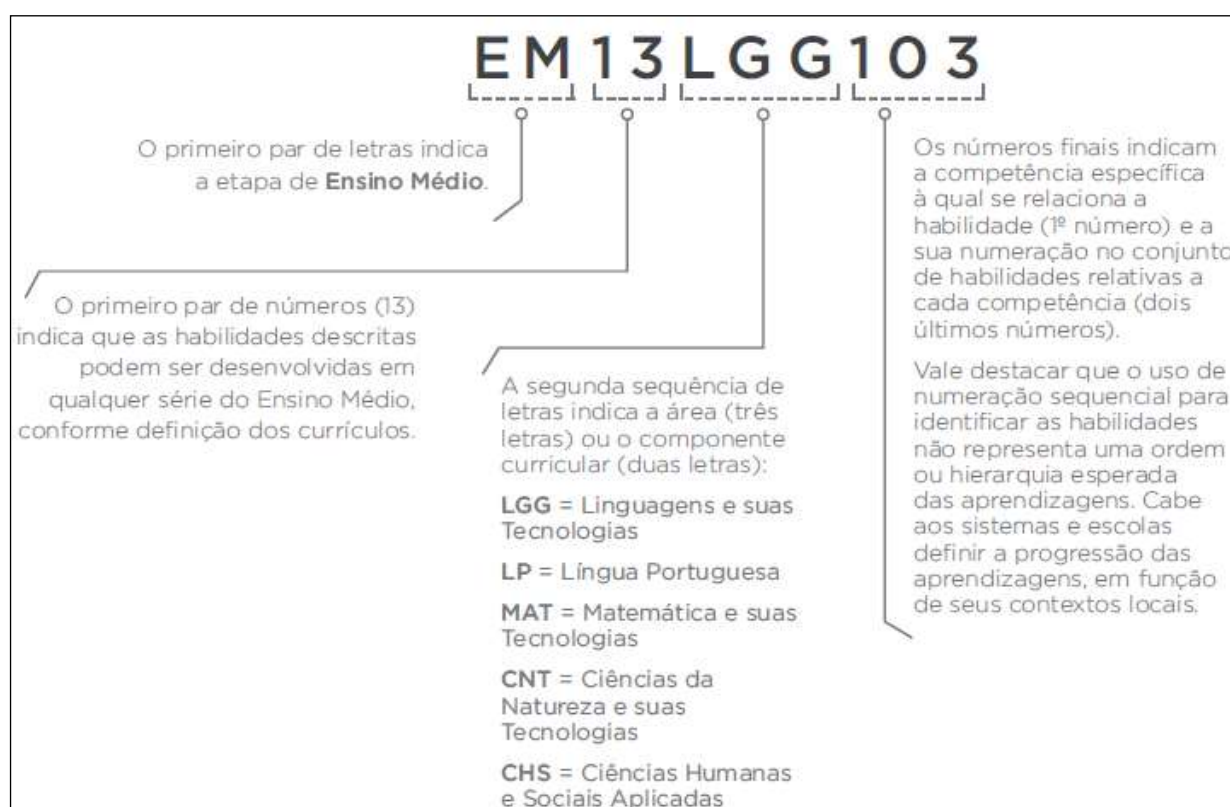 EM13LGG103
O primeiro par de letras indica
a etapa de Ensino Médio.
O primeiro par de números (13)
indica que as habilidades descritas
podem ser desenvolvidas em
qualquer série do Ensino Médio,
conforme definição dos currículos.
A segunda sequência de
letras indica a área (três
letras) ou o componente
curricular (duas letras):
LGG = Linguagens e suas
Tecnologias
LP = Língua Portuguesa
MAT = Matemática e suas
Tecnologias
CNT = Ciências da
Natureza e suas
Tecnologias
CHS = Ciências Humanas
e Sociais Aplicadas
Os números finais indicam
a competência específica
à qual se relaciona a
habilidade (1º número) e a
sua numeração no conjunto
de habilidades relativas a
cada competência (dois
últimos números).
Vale destacar que o uso de
numeração sequencial para
identificar as habilidades
não representa uma ordem
ou hierarquia esperada
das aprendizagens. Cabe
aos sistemas e escolas
definir a progressão das
aprendizagens, em função
de seus contextos locais.